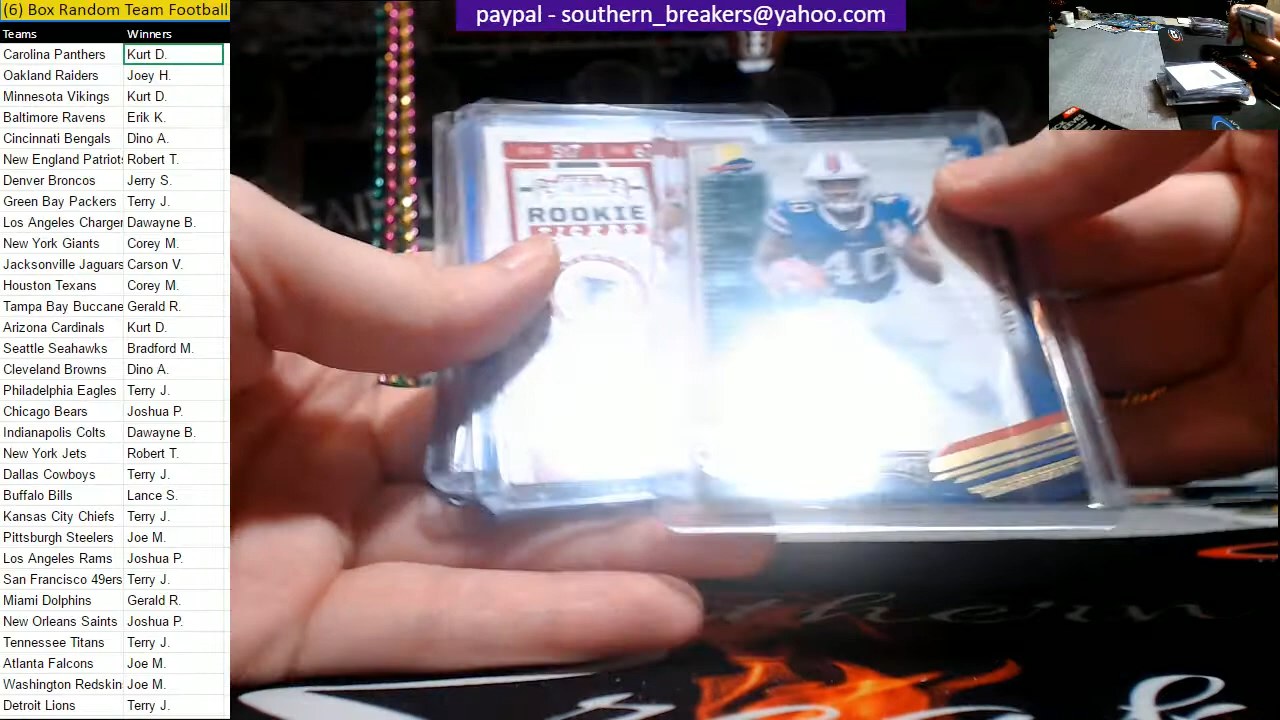 (6) Box Random Team Football
paypal - southern_breakers@yahoo.com
Teams Winners
Carolina Panthers Kurt D.
Oakland Raiders Joey H.
Minnesota Vikings Kurt D.
Baltimore Ravens Erik K.
Cincinnati Bengals Dino A.
New England Patriots Robert T.
Denver Broncos Jerry S.
Green Bay Packers Terry J.
Los Angeles Charger Dawayne B.
New York Giants Corey M.
Jacksonville Jaguars Carson V.
Houston Texans Corey M.
Tampa Bay Buccane Gerald R.
Arizona Cardinals Kurt D.
Seattle Seahawks Bradford M.
Cleveland Browns Dino A.
Philadelphia Eagles Terry J.
Chicago Bears Joshua P.
Indianapolis Colts Dawayne B.
New York Jets Robert T.
Dallas Cowboys Terry J.
Buffalo Bills Lance S.
Kansas City Chiefs Terry J.
Pittsburgh Steelers Joe M.
Los Angeles Rams Joshua P.
San Francisco 49ers Terry J.
Miami Dolphins Gerald R.
New Orleans Saints Joshua P.
Tennessee Titans Terry J.
Atlanta Falcons Joe M.
Washington Redskin Joe M.
Detroit Lions Terry J.
ROOKIE
40